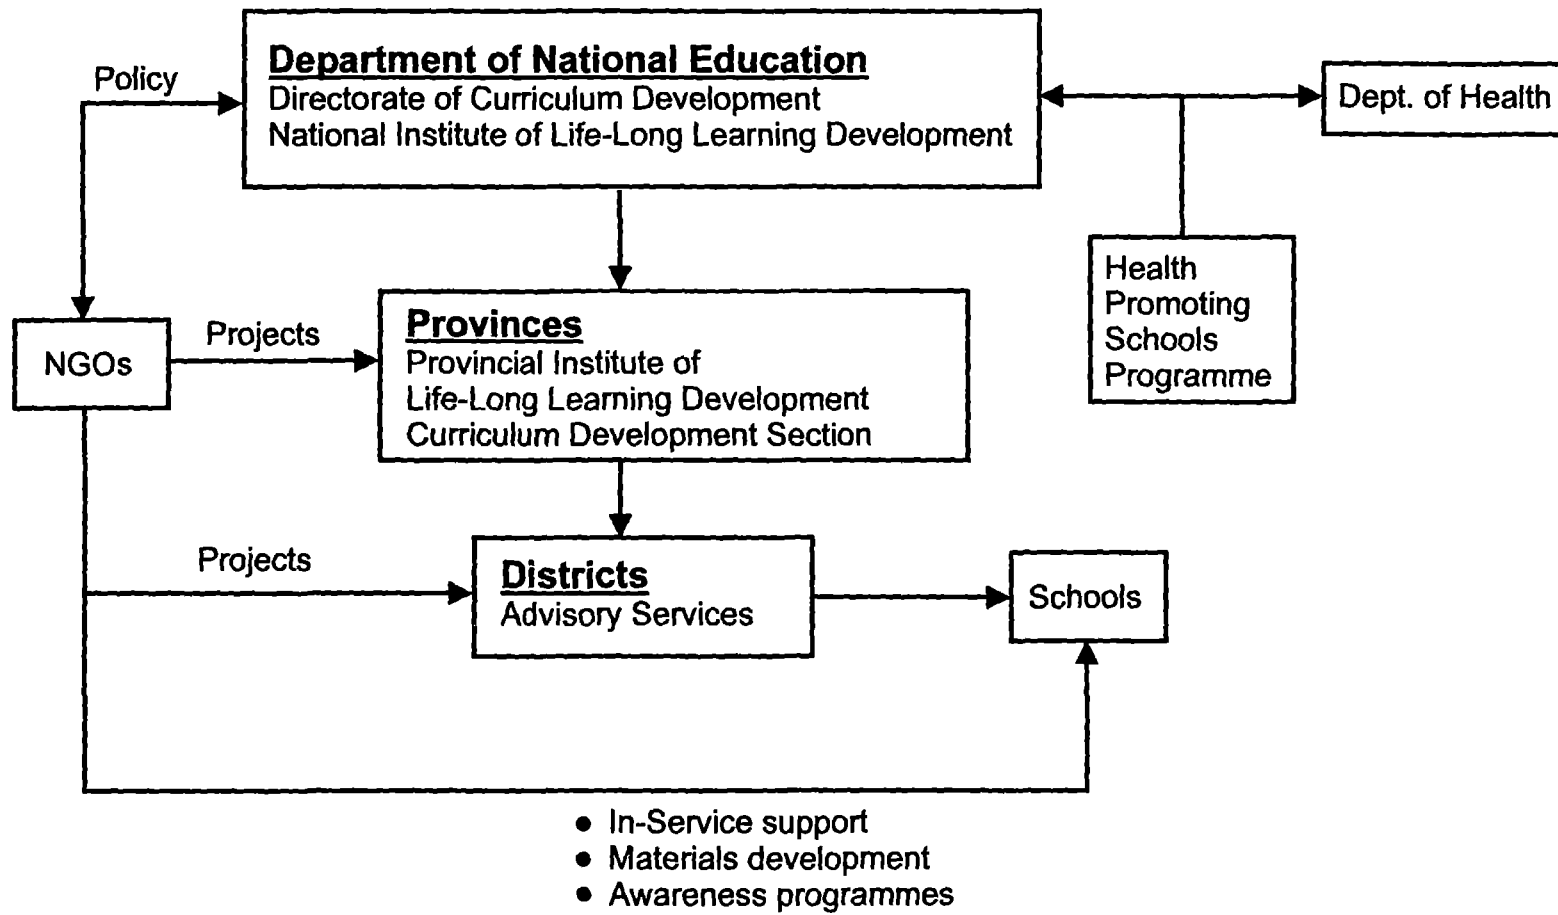 Policy
Department of National Education
Directorate of Curriculum Development
National Institute of Life-Long Learning Development
Dept. of Health
Health
Promoting
Schools
Programme
NGOs
Projects
Provinces
Provincial Institute of
Life-Long Learning Development
Curriculum Development Section
Projects
Districts
Advisory Services
Schools
● In-Service support
● Materials development
● Awareness programmes